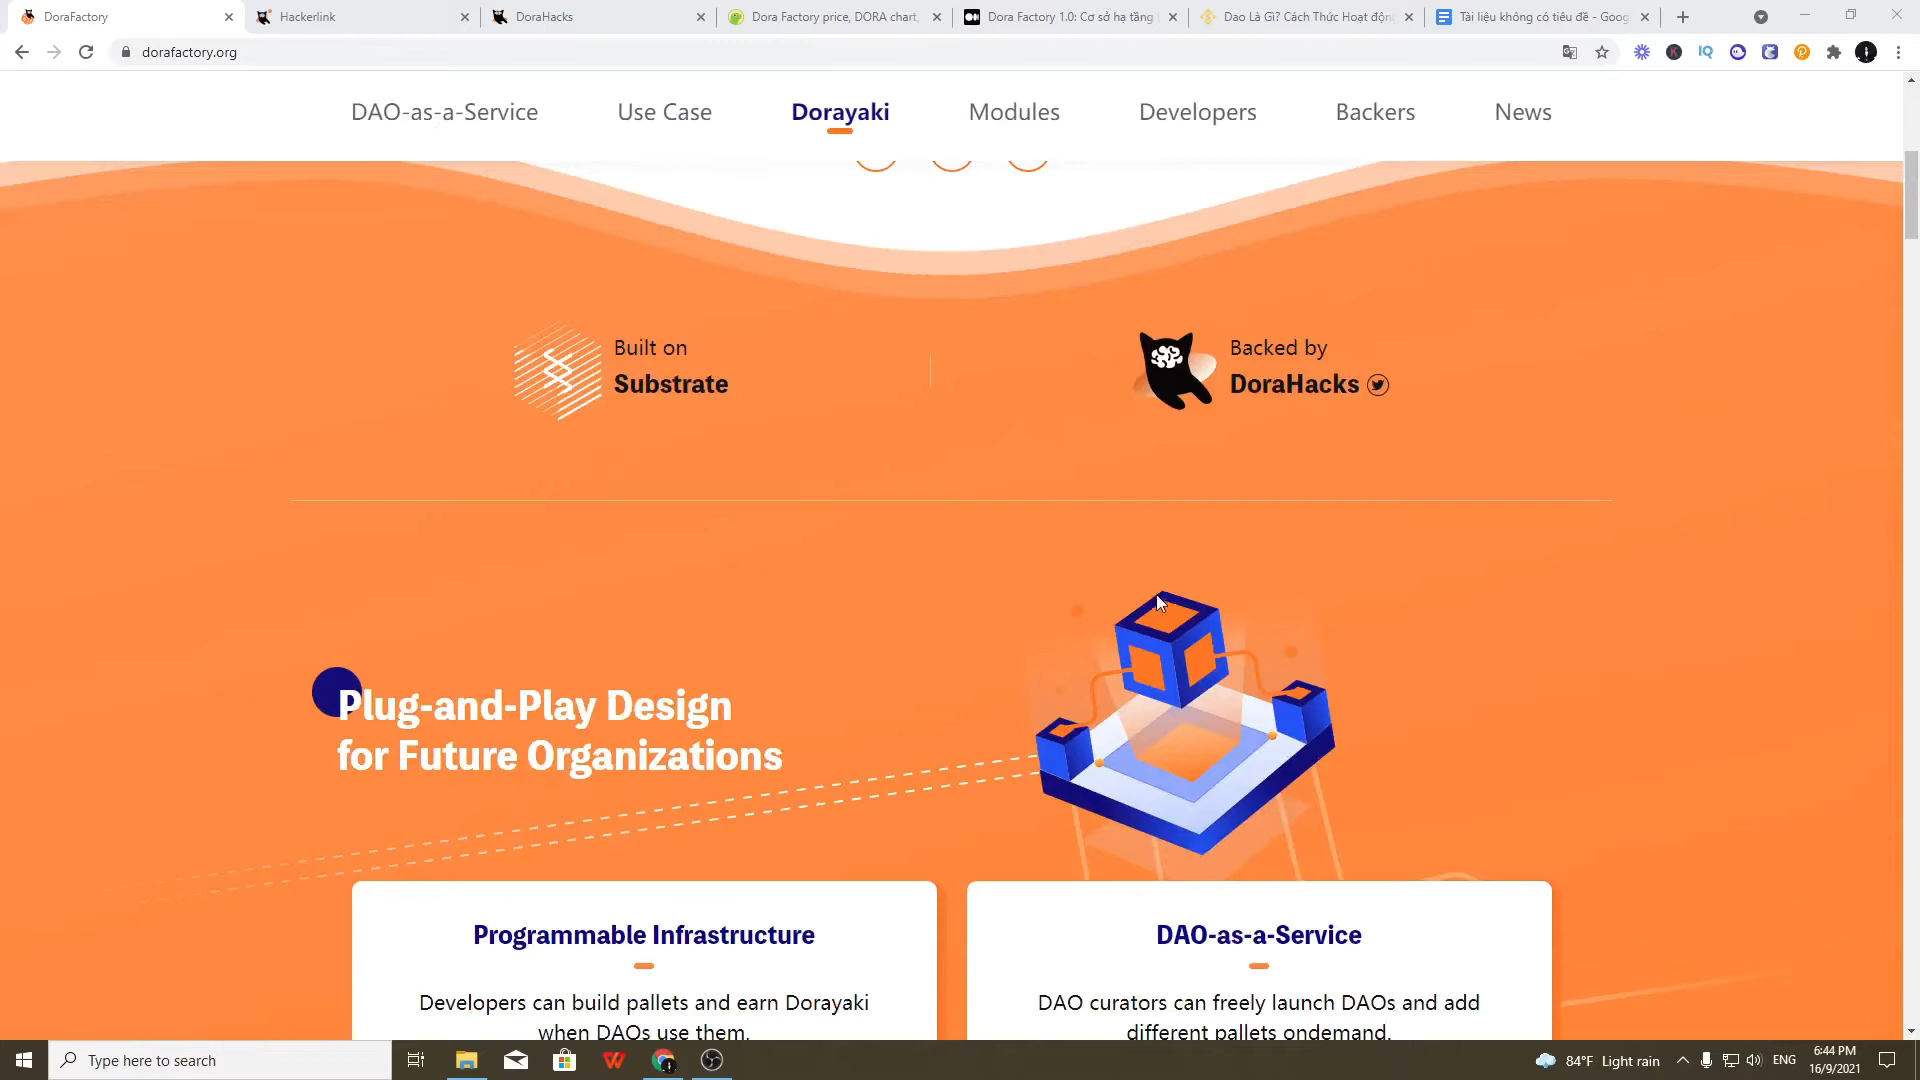 DoraFactory
Hackerlink
DoraHacks
Dora Factory price, DORA chart,
Dora Factory 1.0: Cơ sở hạ tầng
Dao Là Gì? Cách Thức Hoạt độn
Tài liệu không có tiêu đề - Goog
dorafactory.org
DAO-as-a-Service
Use Case
Dorayaki
Modules
Developers
Backers
News
Built on
Substrate
Backed by
DoraHacks
Plug-and-Play Design
for Future Organizations
Programmable Infrastructure
Developers can build pallets and earn Dorayaki
when DAOs use them.
DAO-as-a-Service
DAO curators can freely launch DAOs and add
different pallets ondemand.
Type here to search
84°F Light rain
ENG
6:44 PM
16/9/2021